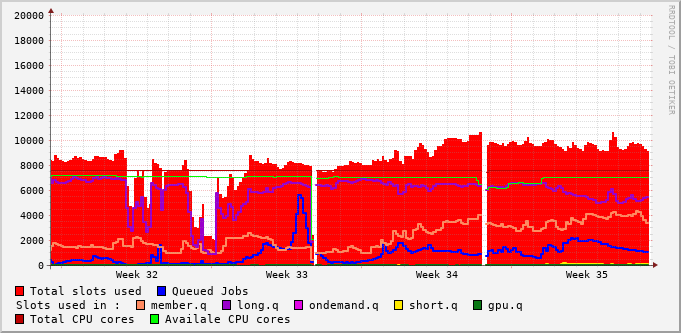 20000
18000
16000
14000
12000
10000
8000
6000
4000
2000
0
Week 32 Week 33 Week 34 Week 35
RRDTOOL / TOBI OETIKER
Total slots used Queued Jobs
Slots used in : member.q long.q ondemand.q short.q gpu.q
Total CPU cores Availale CPU cores